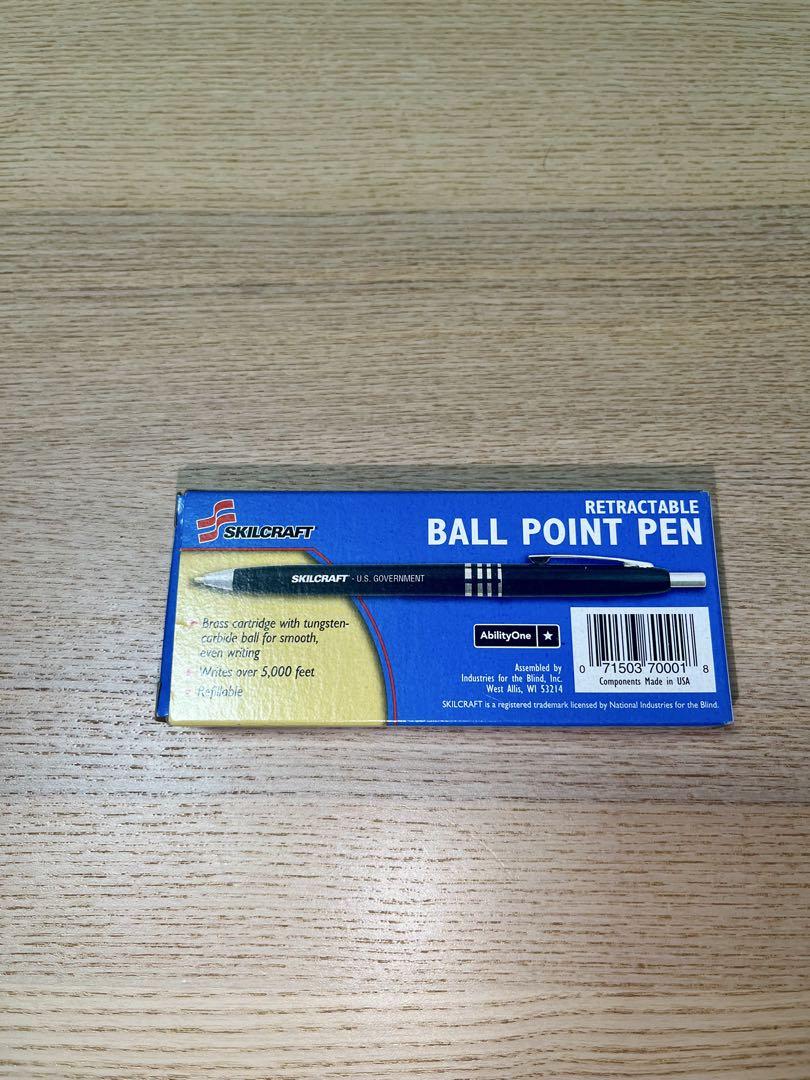 SKILCRAFT
RETRACTABLE
BALL POINT PEN
SKILCRAFT - U.S. GOVERNMENT
Brass cartridge with tungsten-
carbide ball for smooth,
even writing
Writes over 5,000 feet
Refillable
AbilityOne
Assembled by
Industries for the Blind, Inc.
West Allis, WI 53214
0 71503 70001 8
Components Made in USA
SKILCRAFT is a registered trademark licensed by National Industries for the Blind.